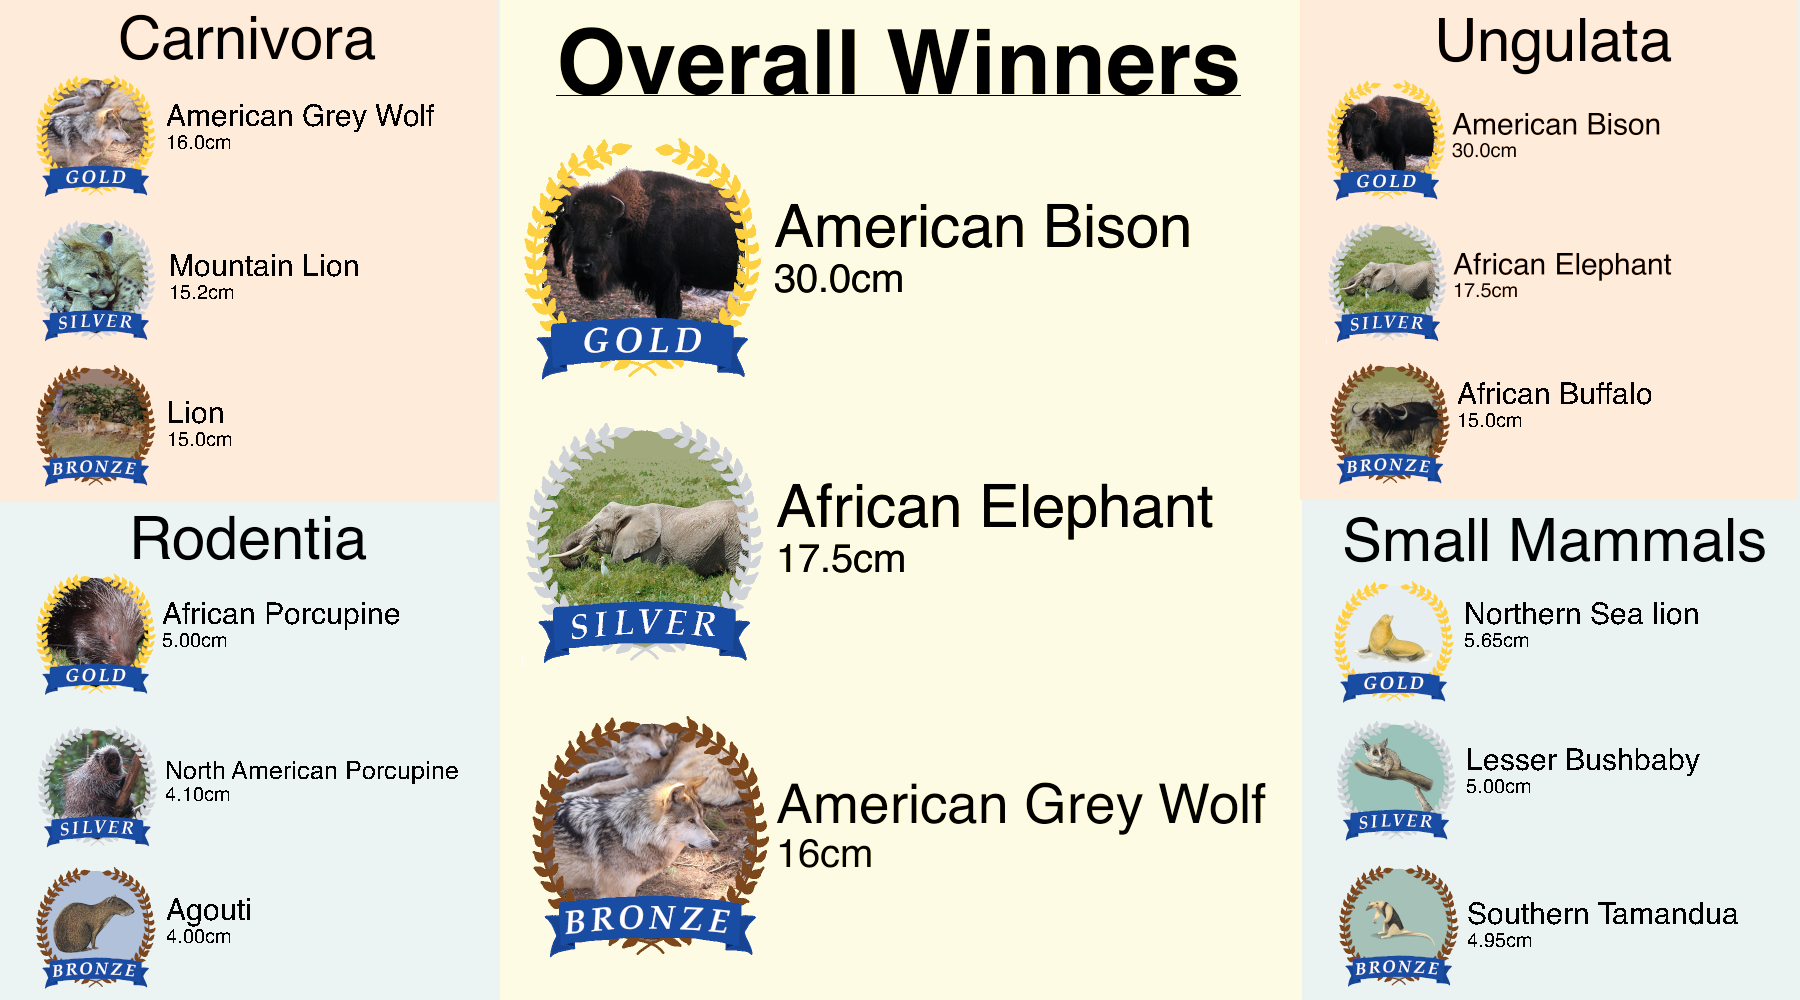 Carnivora
GOLD
American Grey Wolf
16.0cm
SILVER
Mountain Lion
15.2cm
BRONZE
Lion
15.0cm
Rodentia
GOLD
African Porcupine
5.00cm
SILVER
North American Porcupine
4.10cm
BRONZE
Agouti
4.00cm
Overall Winners
GOLD
American Bison
30.0cm
SILVER
African Elephant
17.5cm
BRONZE
American Grey Wolf
16cm
Ungulata
GOLD
American Bison
30.0cm
SILVER
African Elephant
17.5cm
BRONZE
African Buffalo
15.0cm
Small Mammals
GOLD
Northern Sea lion
5.65cm
SILVER
Lesser Bushbaby
5.00cm
BRONZE
Southern Tamandua
4.95cm